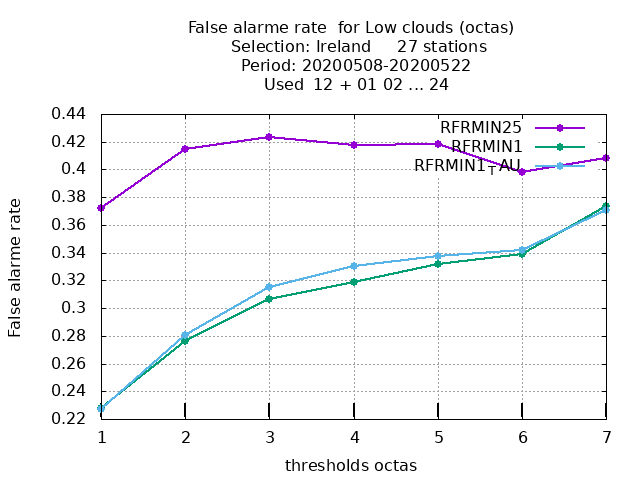 False alarme rate  for Low clouds (octas)
Selection: Ireland     27 stations
Period: 20200508-20200522
Used  12 + 01 02 ... 24
0.44
0.42
0.4
0.38
0.36
0.34
0.32
0.3
0.28
0.26
0.24
0.22
False alarme rate
RFRMIN25
RFRMIN1
RFRMIN1_TAU
1 2 3 4 5 6 7
thresholds octas